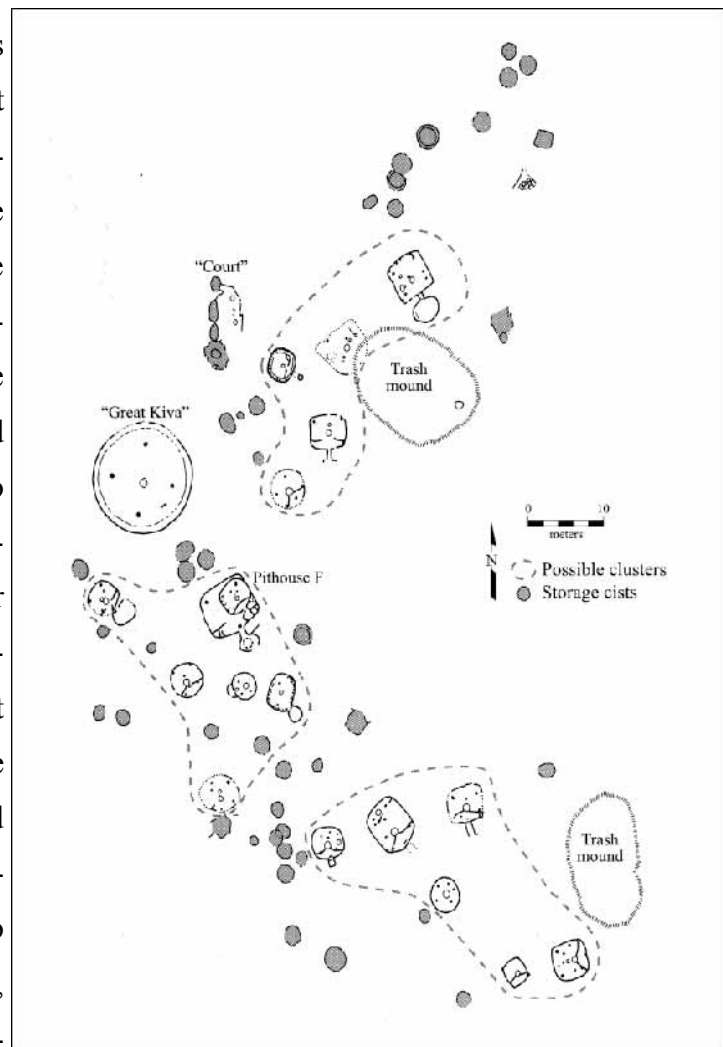 s
t
-
e
e
-
e
d
o
-
r
-
t
e
d
-
o
,
-
"Court"
Trash
mound
"Great Kiva"
0 10
meters
N
Possible clusters
Storage cists
Pithouse F
Trash
mound